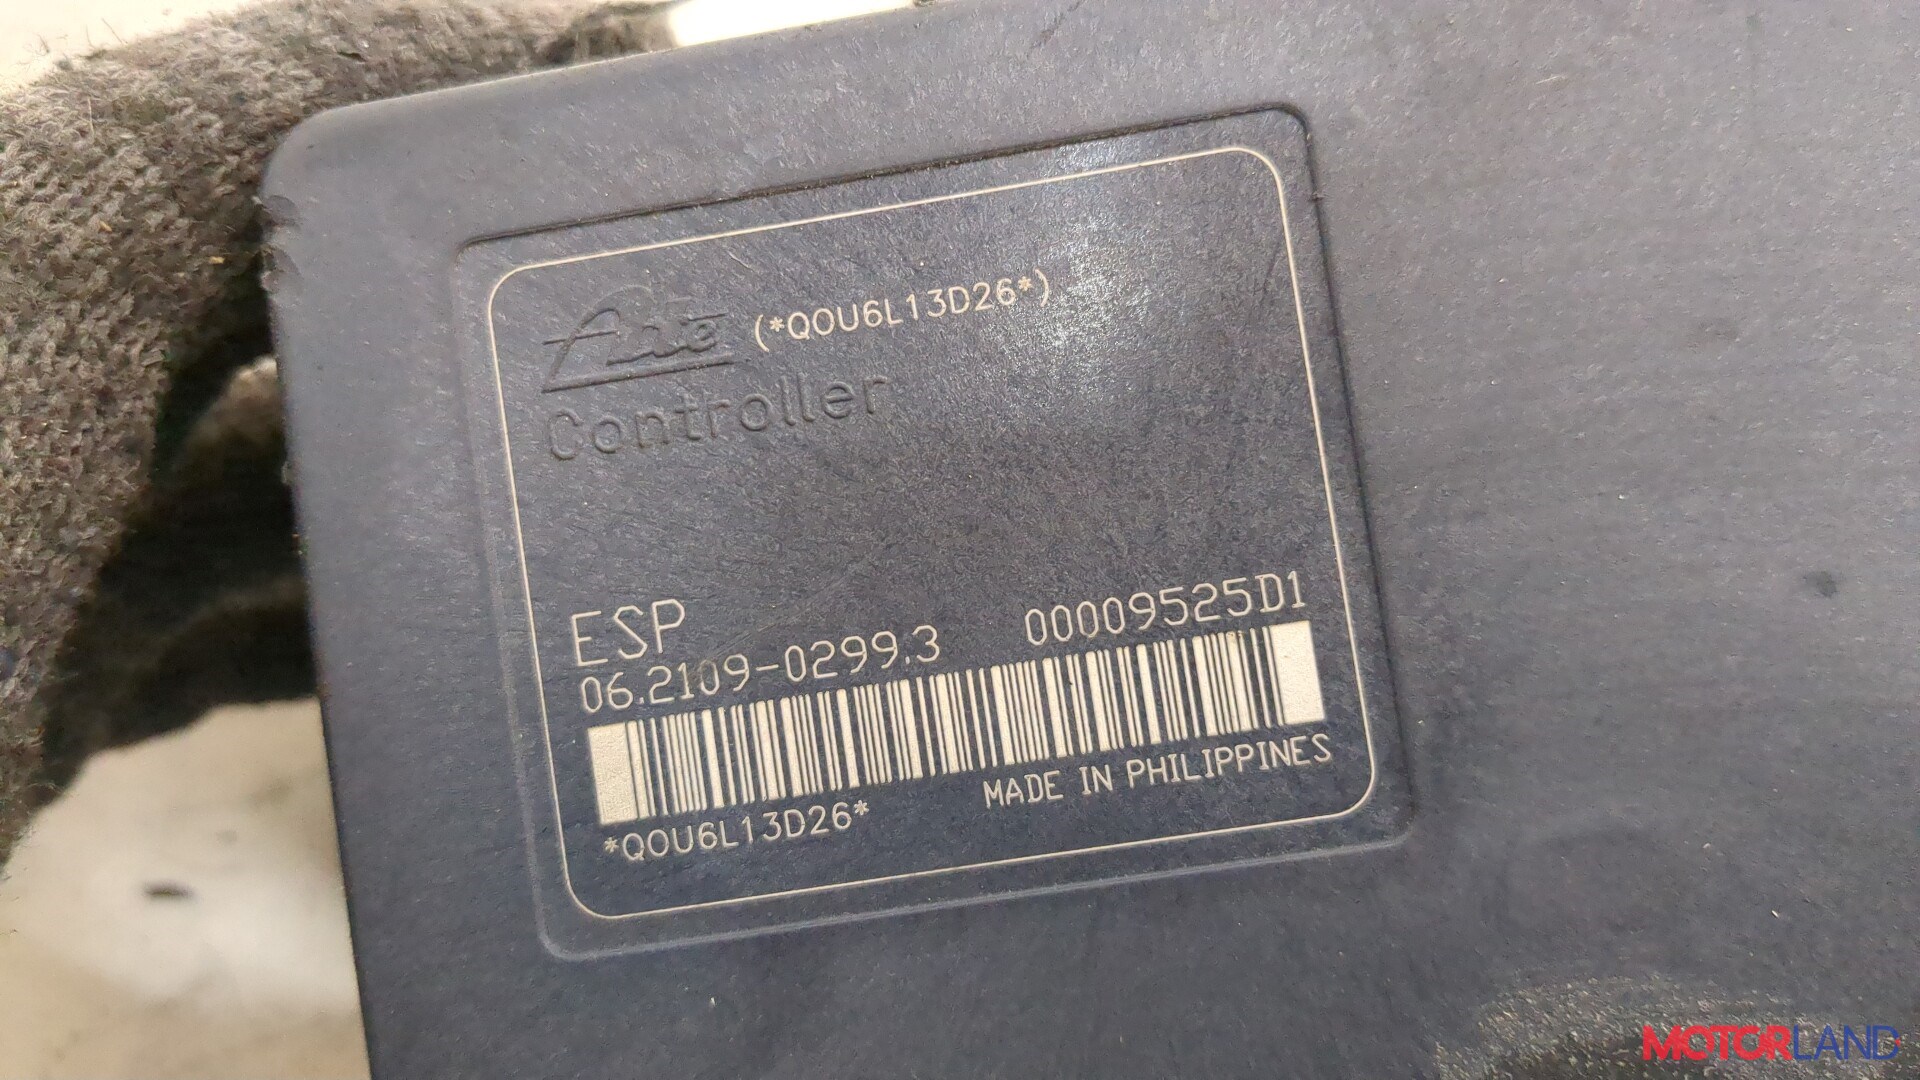 Ate (*QOU6L13D26*)
Controller
ESP
06.2109-0299.3 00009525D1
*QOU6L13D26* MADE IN PHILIPPINES
MOTORLAND